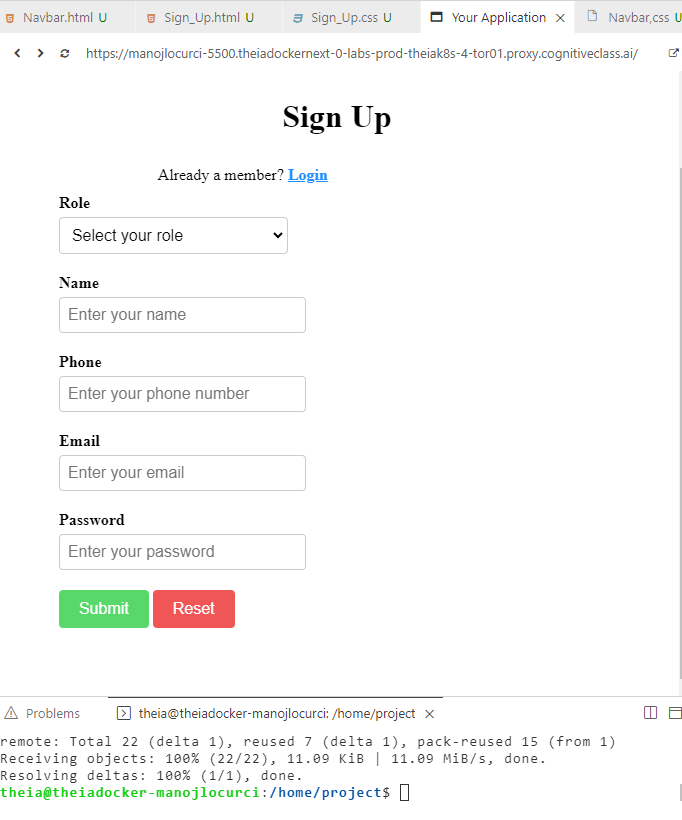 Navbar.html U Sign_Up.html U Sign_Up.css U Your Application Navbar,css U
https://manojlocurci-5500.theiadockernext-0-labs-prod-theiak8s-4-tor01.proxy.cognitiveclass.ai/
Sign Up
Already a member? Login
Role
Select your role
Name
Enter your name
Phone
Enter your phone number
Email
Enter your email
Password
Enter your password
Submit Reset
Problems theia@theiadocker-manojlocurci: /home/project
remote: Total 22 (delta 1), reused 7 (delta 1), pack-reused 15 (from 1)
Receiving objects: 100% (22/22), 11.09 KiB | 11.09 MiB/s, done.
Resolving deltas: 100% (1/1), done.
theia@theiadocker-manojlocurci:/home/project$